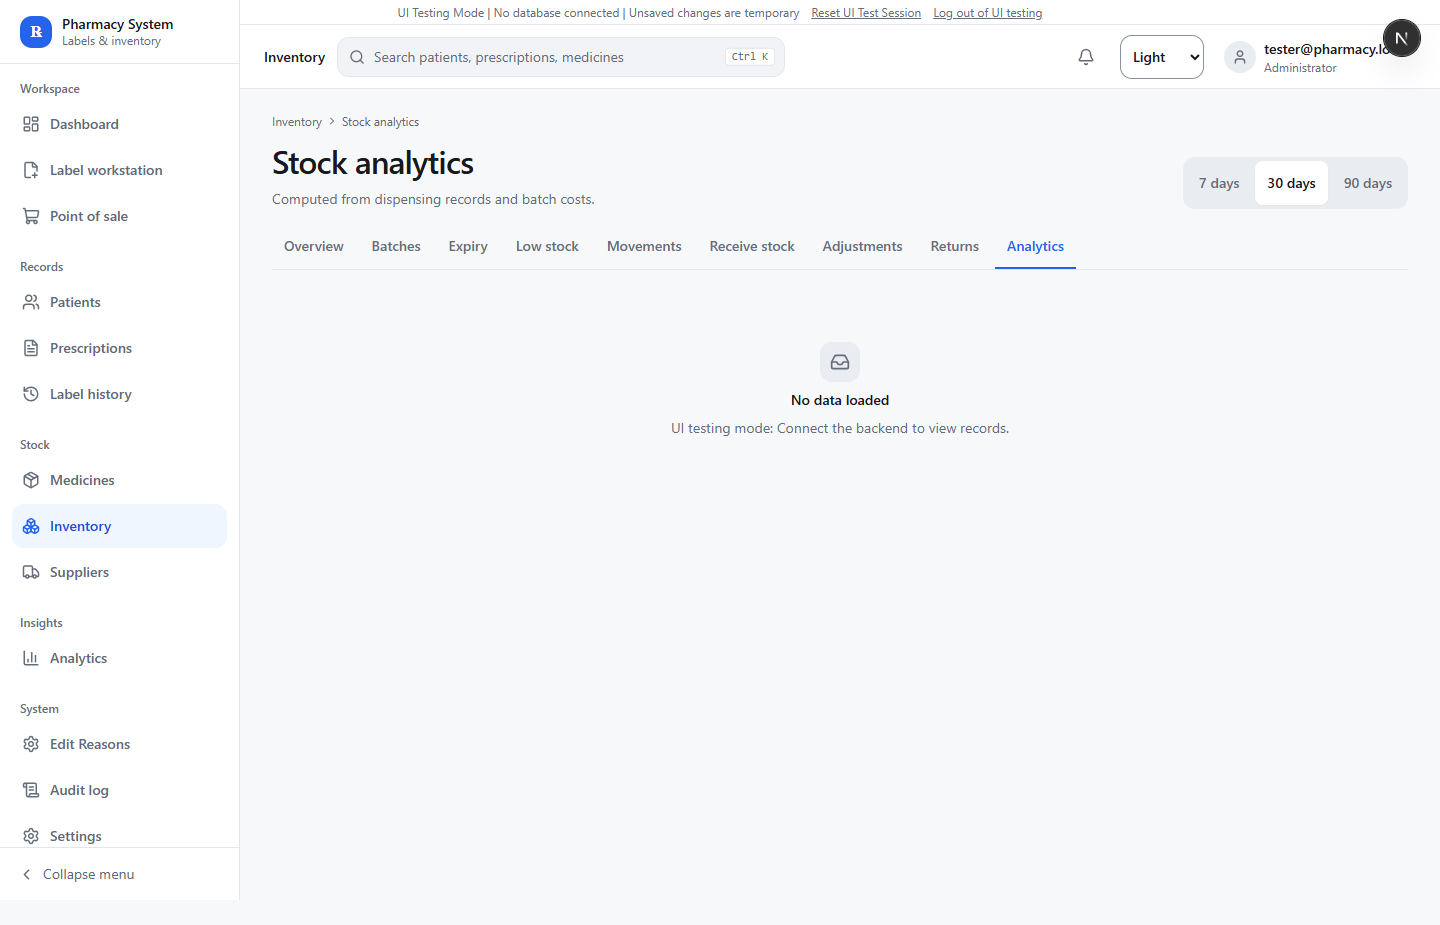 UI Testing Mode | No database connected | Unsaved changes are temporary Reset UI Test Session Log out of UI testing
Pharmacy System
Labels & inventory
Workspace
Dashboard
Label workstation
Point of sale
Records
Patients
Prescriptions
Label history
Stock
Medicines
Inventory
Suppliers
Insights
Analytics
System
Edit Reasons
Audit log
Settings
Collapse menu
Inventory
Search patients, prescriptions, medicines
Ctrl K
Light
tester@pharmacy.lo
Administrator
N
Inventory > Stock analytics
Stock analytics
Computed from dispensing records and batch costs.
7 days 30 days 90 days
Overview Batches Expiry Low stock Movements Receive stock Adjustments Returns Analytics
No data loaded
UI testing mode: Connect the backend to view records.